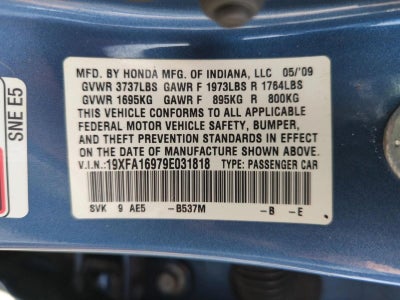 MFD. BY HONDA MFG. OF INDIANA, LLC 05/'09
GVWR 3737LBS GAWR F 1973LBS R 1764LBS
GVWR 1695KG GAWR F 895KG R 800KG
THIS VEHICLE CONFORMS TO ALL APPLICABLE
FEDERAL MOTOR VEHICLE SAFETY, BUMPER,
AND THEFT PREVENTION STANDARDS IN EFFECT
ON THE DATE OF MANUFACTURE SHOWN ABOVE.
V.I.N.:19XFA16979E031818 TYPE: PASSENGER CAR
SVK 9 AE5 -B537M -B -E
SNE E5